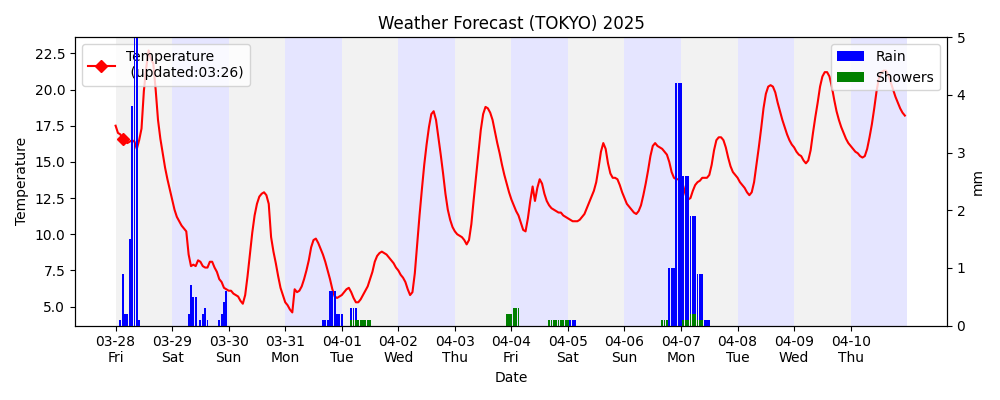 Weather Forecast (TOKYO) 2025
Temperature
(updated:03-26)
Rain
Showers
Temperature
22.5
20.0
17.5
15.0
12.5
10.0
7.5
5.0
5
4
3
2
1
0
mm
03-28 03-29 03-30 03-31 04-01 04-02 04-03 04-04 04-05 04-06 04-07 04-08 04-09 04-10
Fri Sat Sun Mon Tue Wed Thu Fri Sat Sun Mon Tue Wed Thu
Date